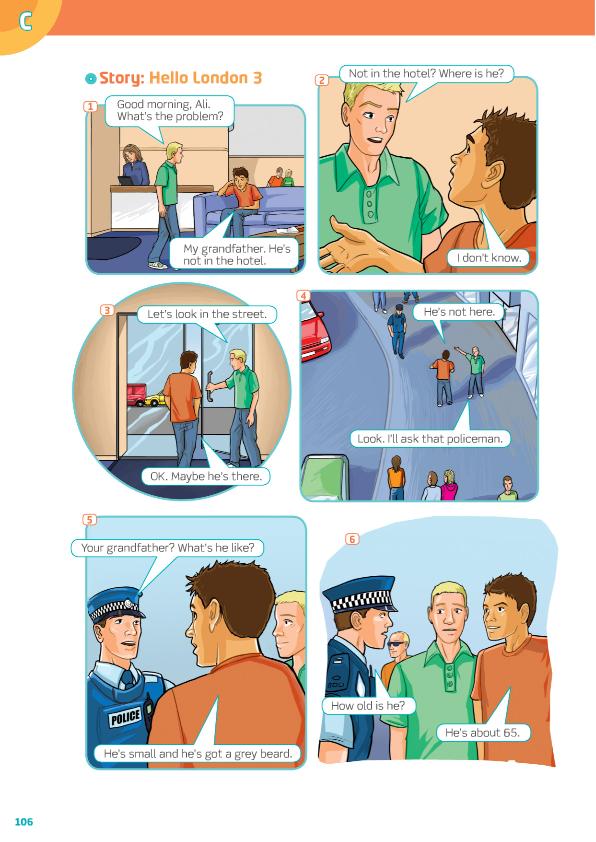 C
Story: Hello London 3
1
Good morning, Ali.
What's the problem?
My grandfather. He's
not in the hotel.
2
Not in the hotel? Where is he?
I don't know.
3
Let's look in the street.
OK. Maybe he's there.
4
He's not here.
Look. I'll ask that policeman.
5
Your grandfather? What's he like?
POLICE
He's small and he's got a grey beard.
6
How old is he?
He's about 65.
106